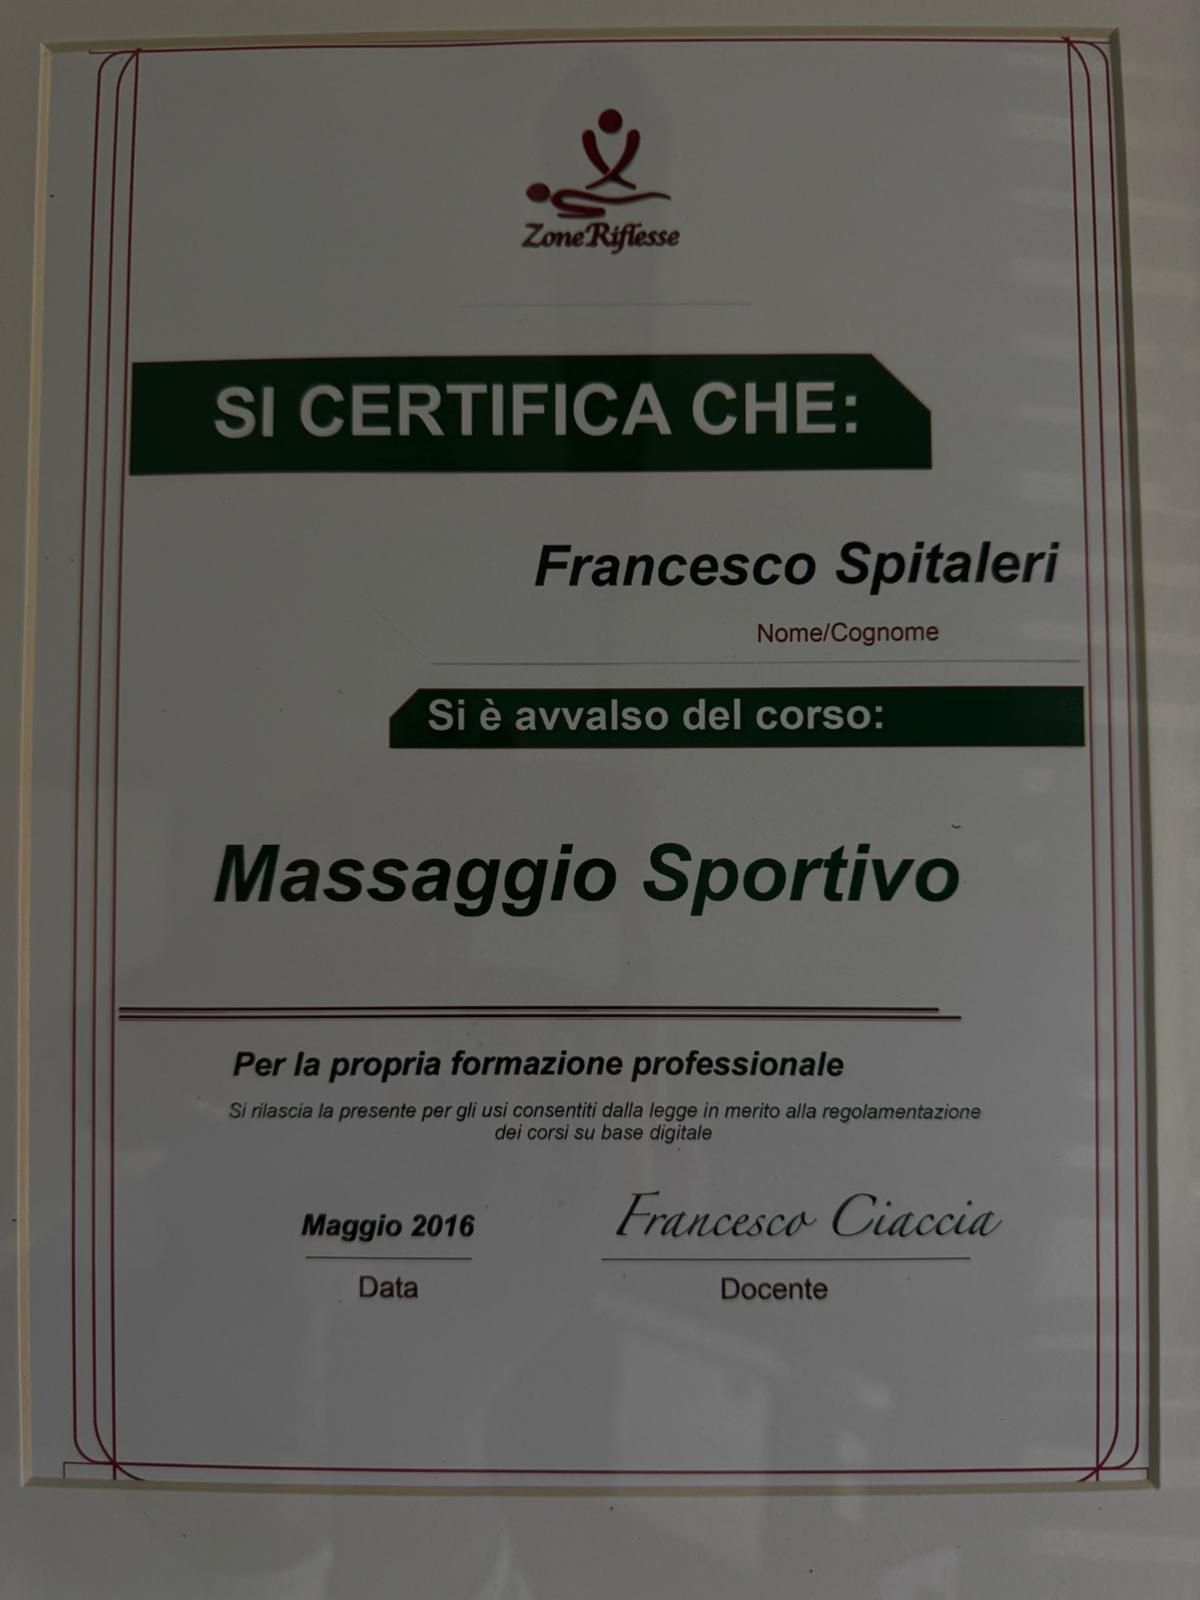 Zone Riflesse
SI CERTIFICA CHE:
Francesco Spitaleri
Nome/Cognome
Si è avvalso del corso:
Massaggio Sportivo
Per la propria formazione professionale
Si rilascia la presente per gli usi consentiti dalla legge in merito alla regolamentazione
dei corsi su base digitale
Maggio 2016
Francesco Ciaccia
Data
Docente